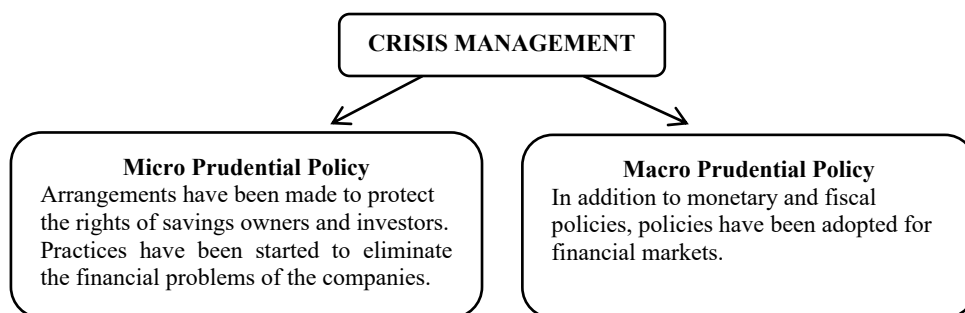 CRISIS MANAGEMENT
Micro Prudential Policy
Arrangements have been made to protect
the rights of savings owners and investors.
Practices have been started to eliminate
the financial problems of the companies.
Macro Prudential Policy
In addition to monetary and fiscal
policies, policies have been adopted for
financial markets.